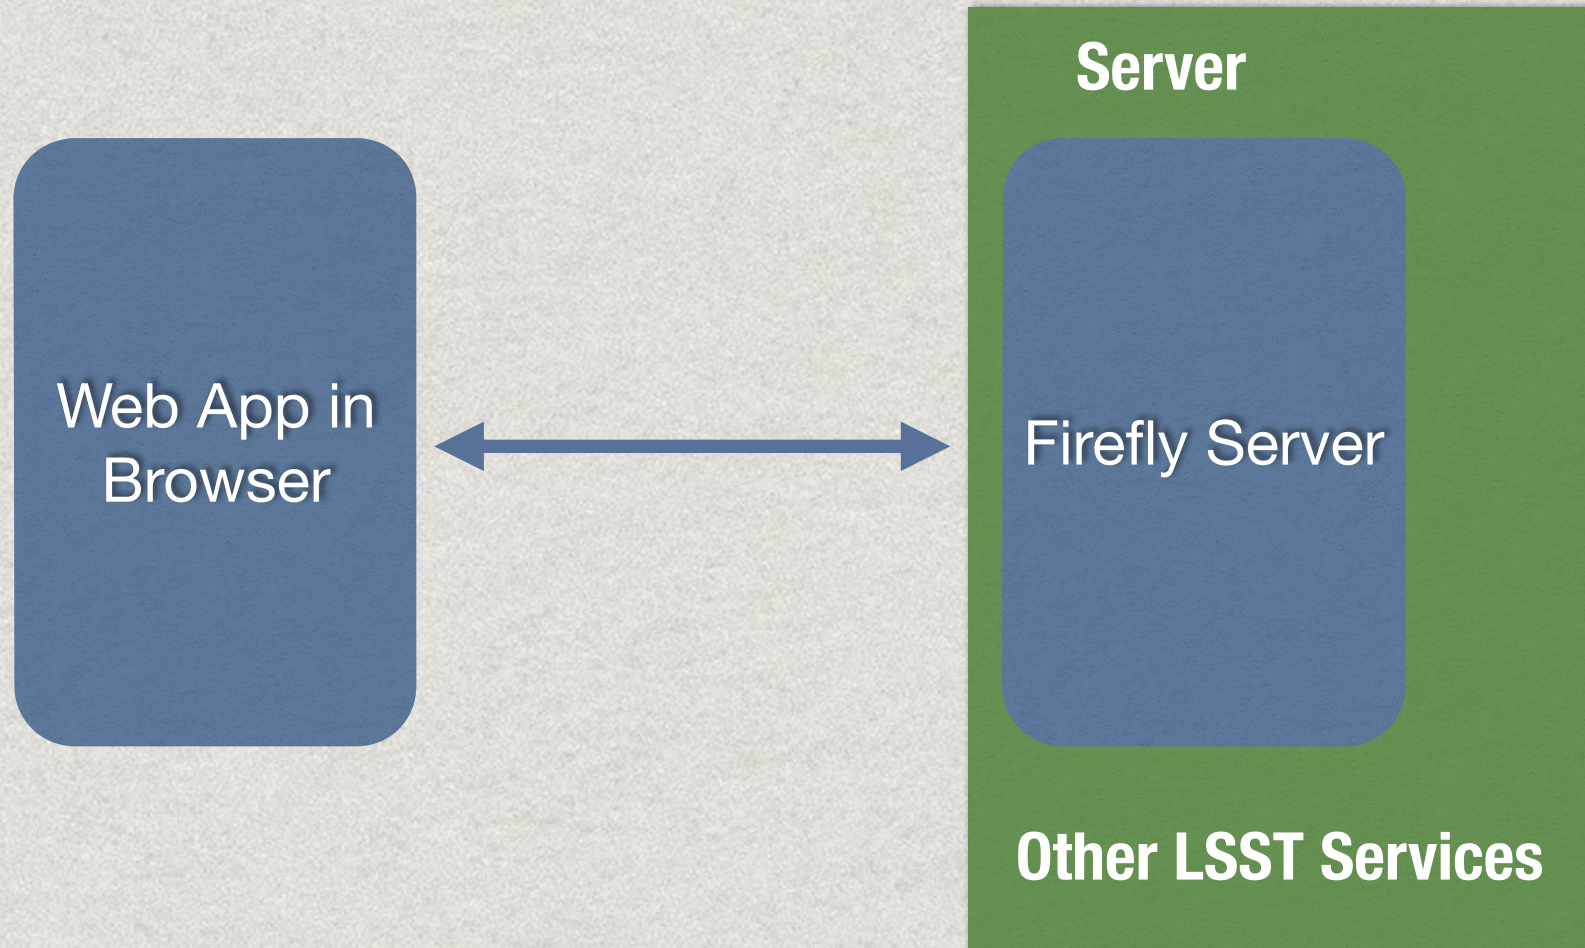 Server
Web App in
Browser
Firefly Server
Other LSST Services